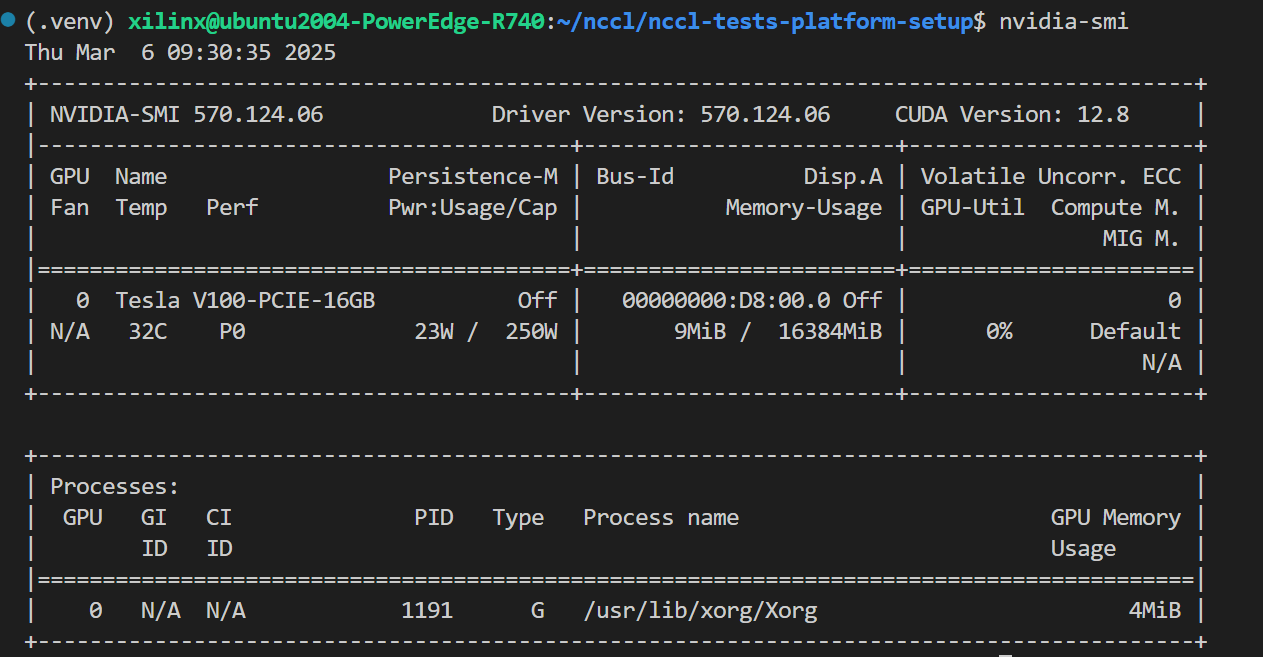 (.venv) xilinx@ubuntu2004-PowerEdge-R740:~/nccl/nccl-tests-platform-setup$ nvidia-smi
Thu Mar  6 09:30:35 2025
+-----------------------------------------------------------------------------------------+
| NVIDIA-SMI 570.124.06             Driver Version: 570.124.06     CUDA Version: 12.8     |
|-----------------------------------------+------------------------+----------------------+
| GPU  Name                 Persistence-M | Bus-Id          Disp.A | Volatile Uncorr. ECC |
| Fan  Temp   Perf          Pwr:Usage/Cap |           Memory-Usage | GPU-Util  Compute M. |
|                                         |                        |               MIG M. |
|=========================================+========================+======================|
|   0  Tesla V100-PCIE-16GB           Off |   00000000:D8:00.0 Off |                    0 |
| N/A   32C    P0             23W /  250W |       9MiB /  16384MiB |      0%      Default |
|                                         |                        |                  N/A |
+-----------------------------------------+------------------------+----------------------+

+-----------------------------------------------------------------------------------------+
| Processes:                                                                              |
|  GPU   GI   CI              PID   Type   Process name                        GPU Memory |
|        ID   ID                                                               Usage      |
|=========================================================================================|
|    0   N/A  N/A            1191      G   /usr/lib/xorg/Xorg                        4MiB |
+-----------------------------------------------------------------------------------------+